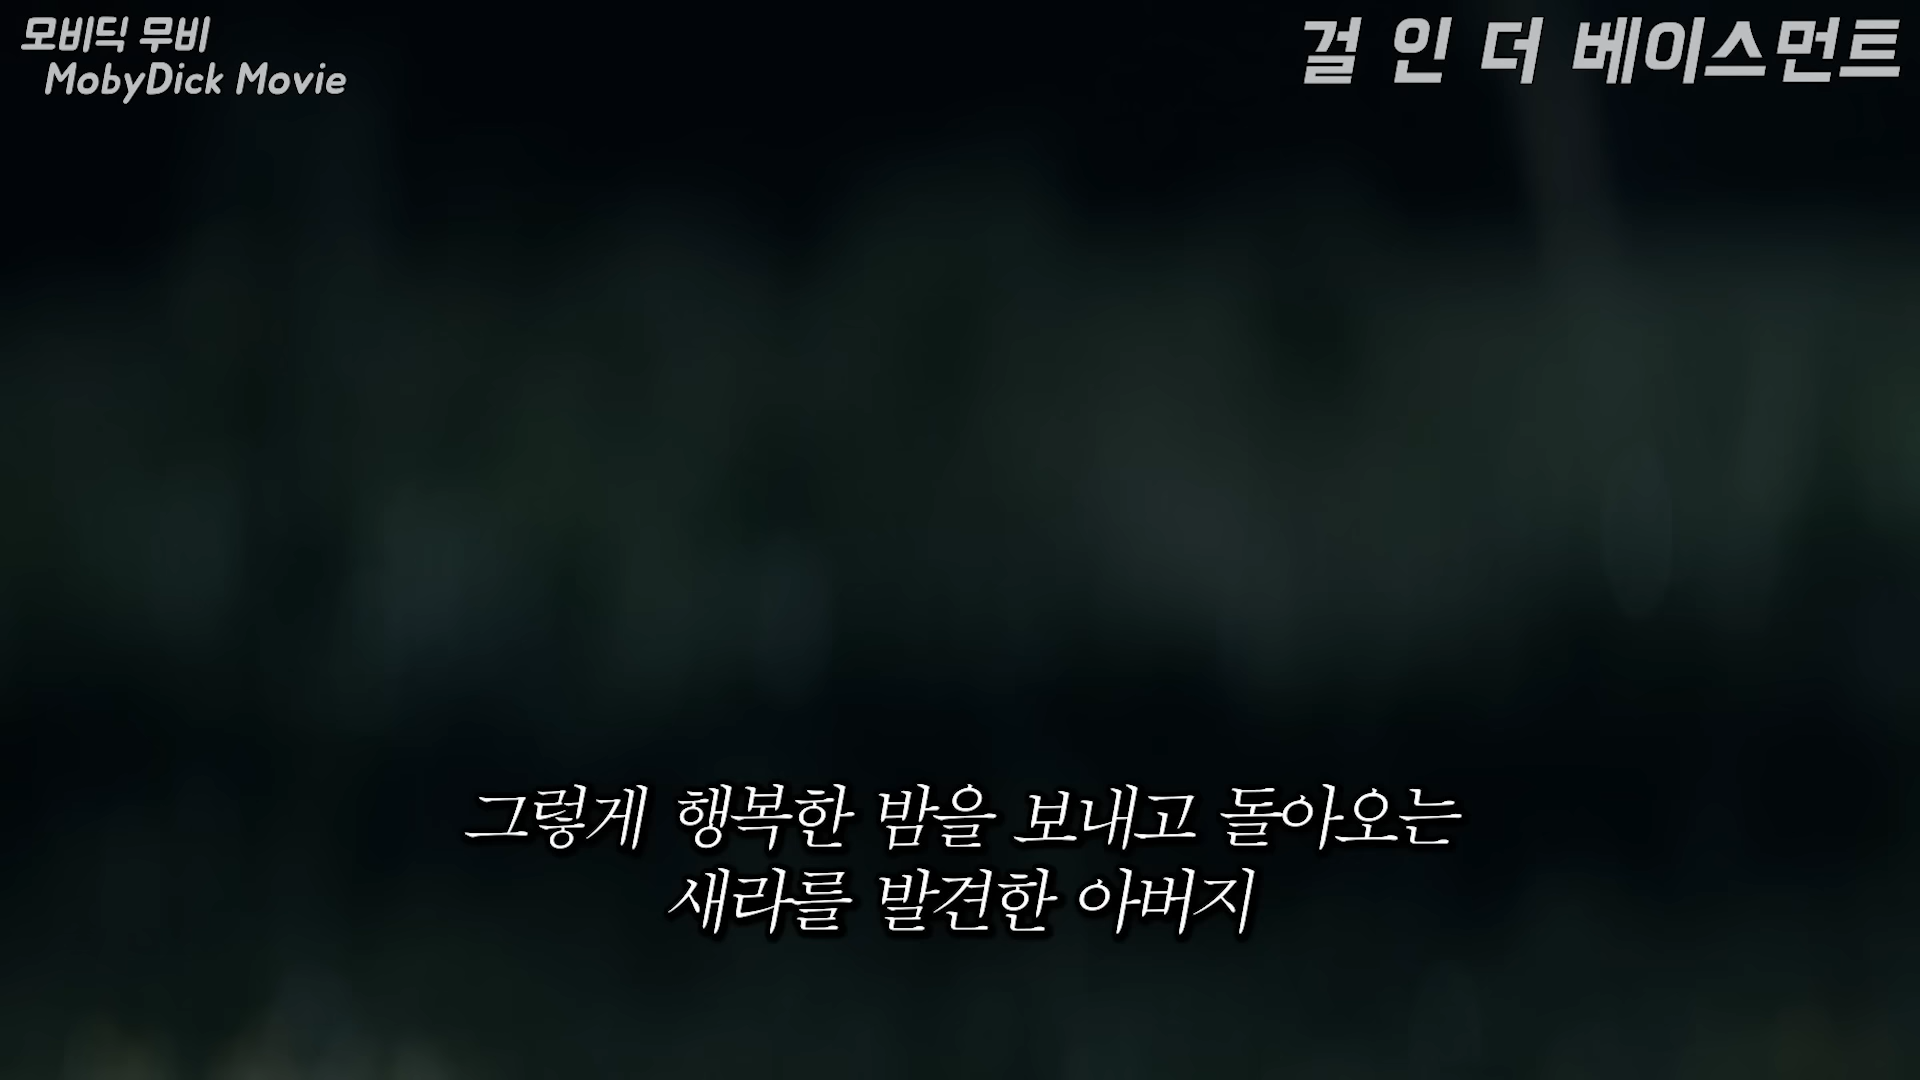 모비딕 무비
MobyDick Movie
걸 인 더 베이스먼트
그렇게 행복한 밤을 보내고 돌아오는
새라를 발견한 아버지